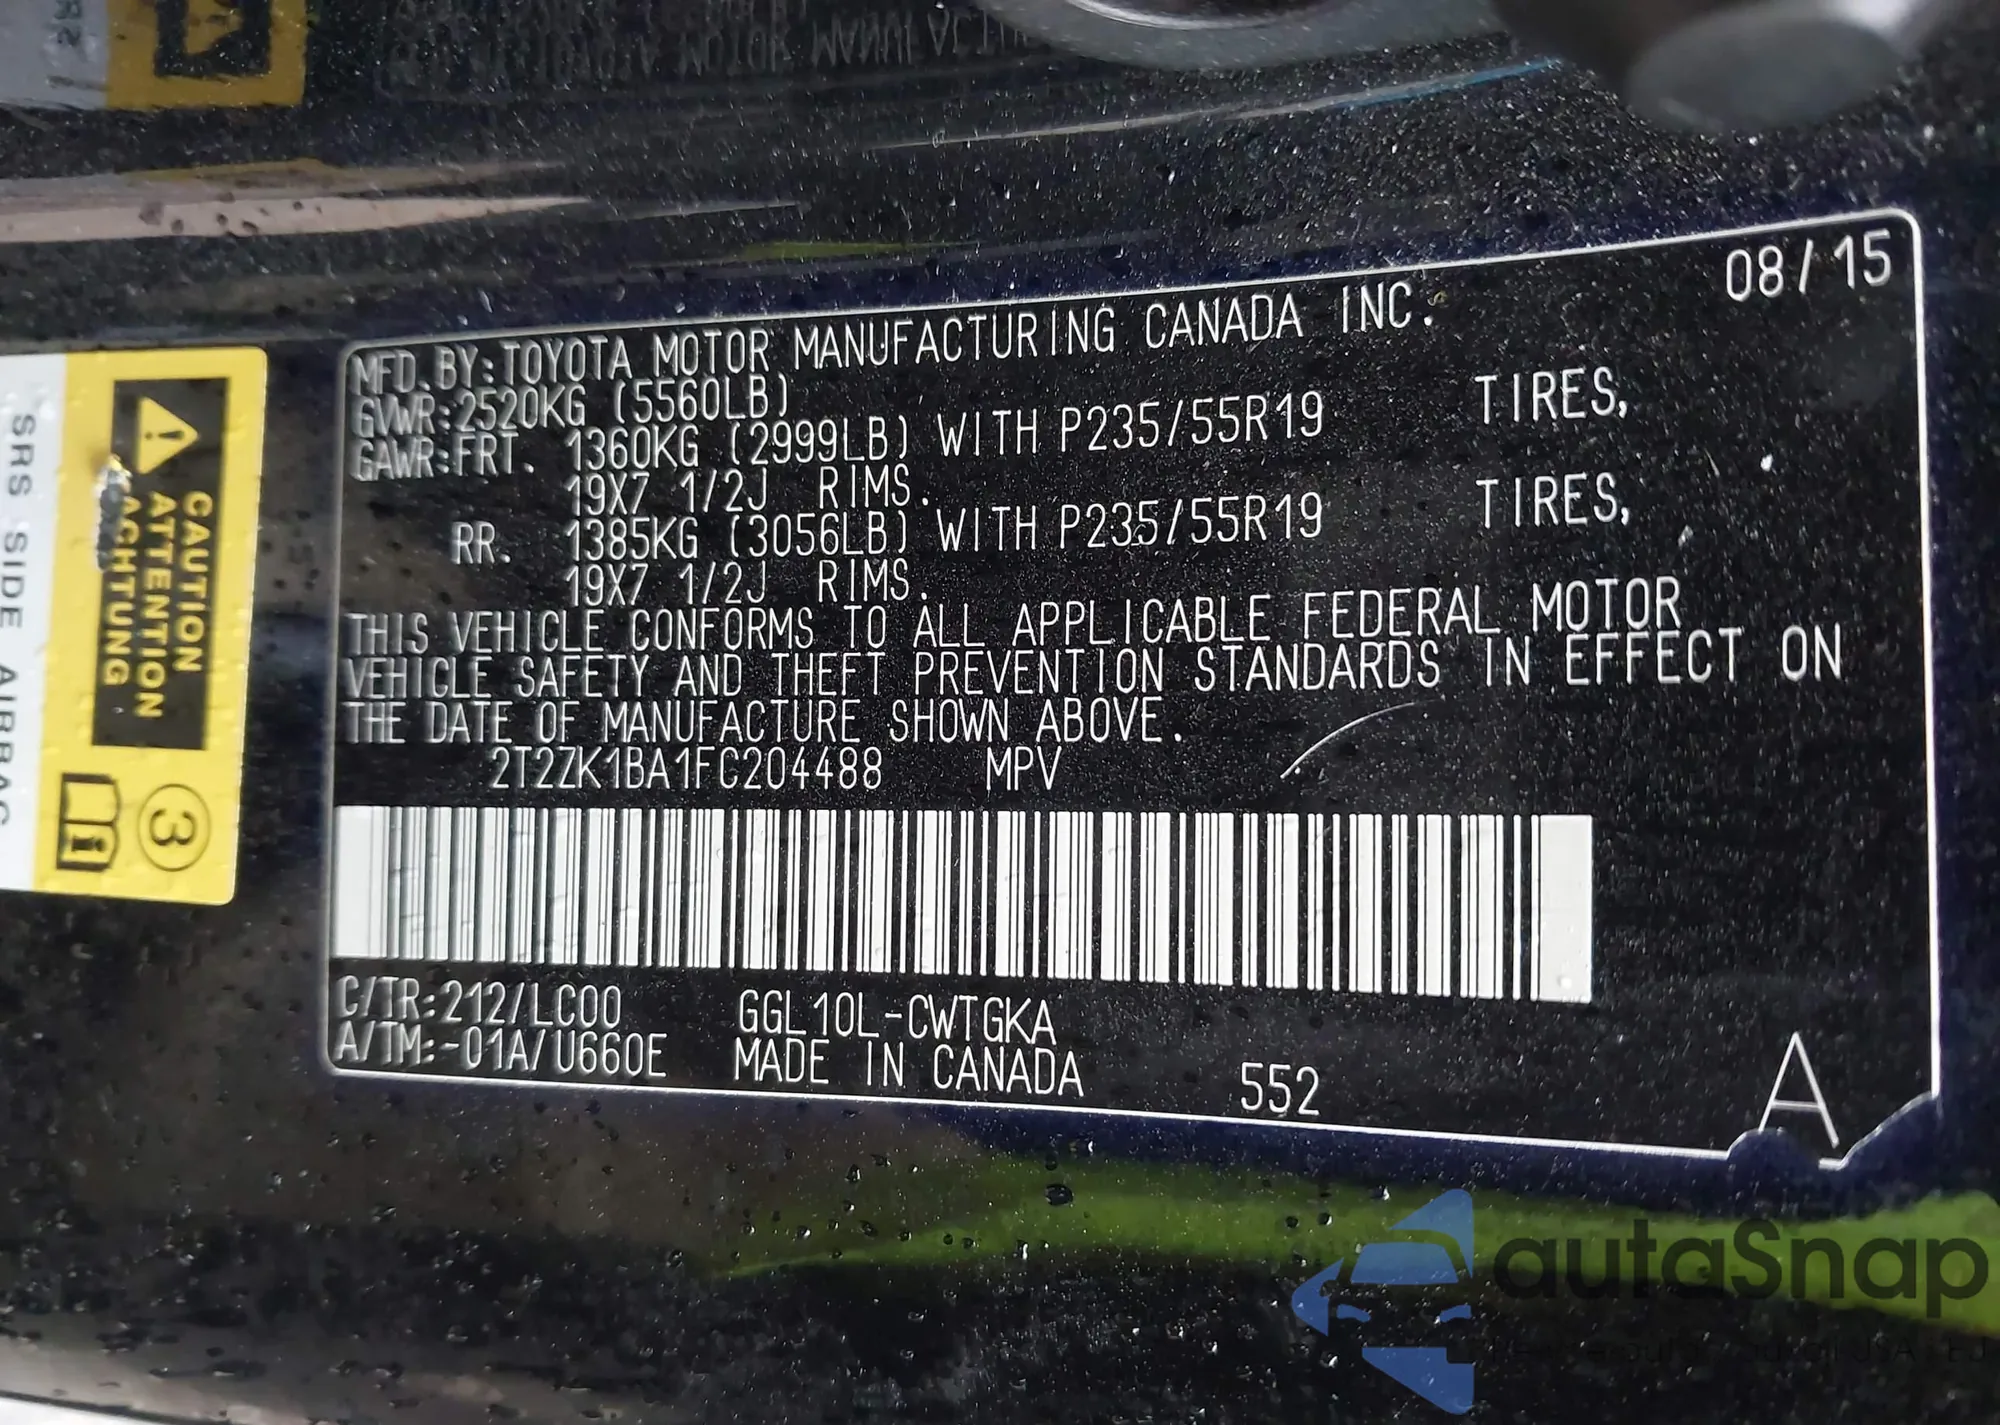 08/15
MFD.BY:TOYOTA MOTOR MANUFACTURING CANADA INC.
GVWR:2520KG (5560LB)
GAWR:FRT. 1360KG (2999LB) WITH P235/55R19 TIRES,
19X7 1/2J RIMS.
RR. 1385KG (3056LB) WITH P235/55R19 TIRES,
19X7 1/2J RIMS.
THIS VEHICLE CONFORMS TO ALL APPLICABLE FEDERAL MOTOR
VEHICLE SAFETY AND THEFT PREVENTION STANDARDS IN EFFECT ON
THE DATE OF MANUFACTURE SHOWN ABOVE.
2T2ZK1BA1FC204488 MPV
C/TR:212/LC00 GGL10L-CWTGKA
A/TM:-01A/U660E MADE IN CANADA 552
A
CAUTION
ATTENTION
ACHTUNG
3
SRS SIDE AIRBAG
autaSnap